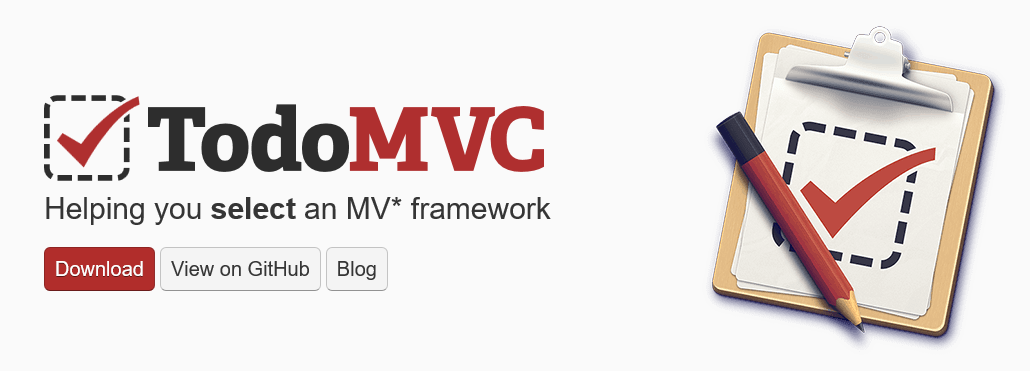 TodoMVC
Helping you select an MV* framework
Download
View on GitHub
Blog